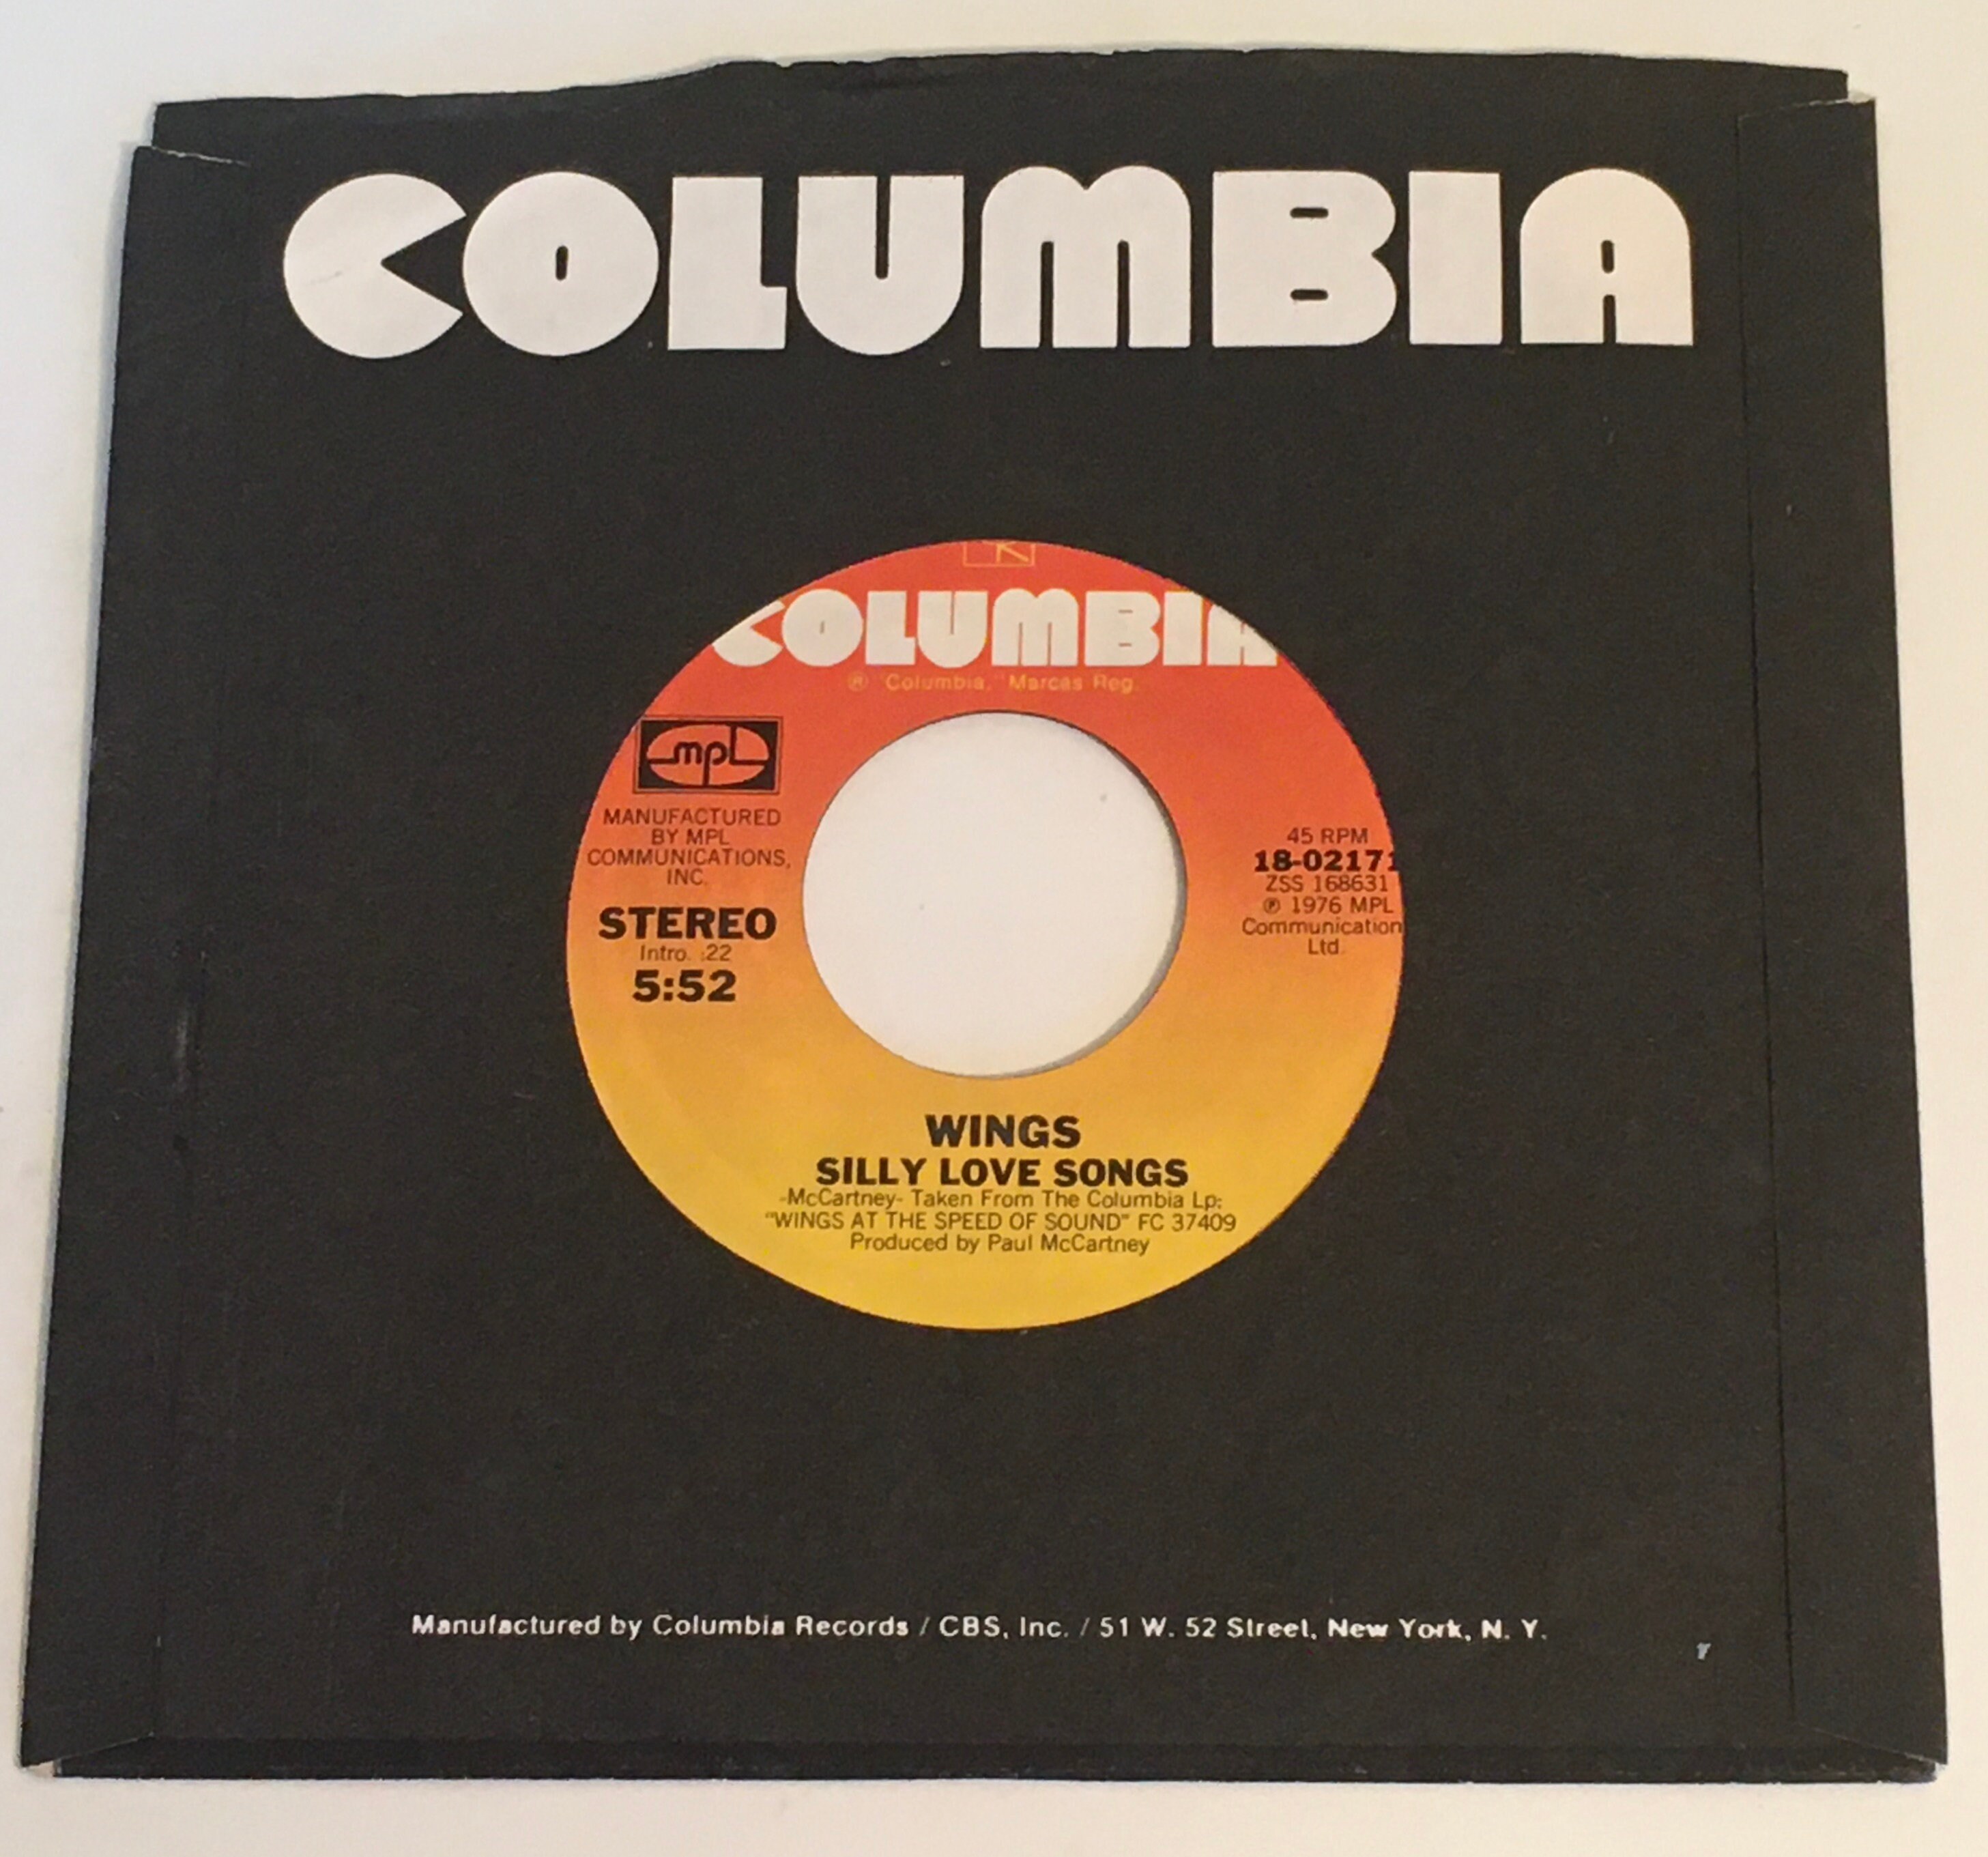 COLUMBIA
COLUMBIA
® "Columbia," Marcas Reg.
mpl
MANUFACTURED
BY MPL
COMMUNICATIONS,
INC.
STEREO
Intro. :22
5:52
45 RPM
18-02171
ZSS 168631
℗ 1976 MPL
Communication
Ltd.
WINGS
SILLY LOVE SONGS
-McCartney- Taken From The Columbia Lp:
"WINGS AT THE SPEED OF SOUND" FC 37409
Produced by Paul McCartney
Manufactured by Columbia Records / CBS, Inc. / 51 W. 52 Street, New York, N. Y.